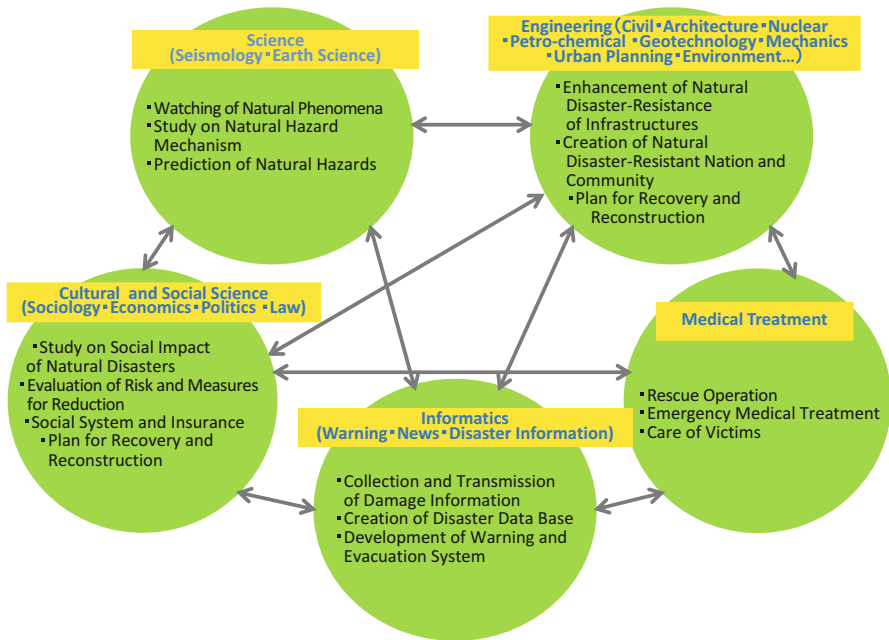 Science
(Seismology・Earth Science)
▪Watching of Natural Phenomena
▪Study on Natural Hazard
Mechanism
▪Prediction of Natural Hazards
Engineering(Civil・Architecture・Nuclear
・Petro-chemical・Geotechnology・Mechanics
・Urban Planning・Environment…)
▪Enhancement of Natural
Disaster-Resistance
of Infrastructures
▪Creation of Natural
Disaster-Resistant Nation and
Community
▪Plan for Recovery and
Reconstruction
Cultural and Social Science
(Sociology・Economics・Politics・Law)
▪Study on Social Impact
of Natural Disasters
▪Evaluation of Risk and Measures
for Reduction
▪Social System and Insurance
▪Plan for Recovery and
Reconstruction
Medical Treatment
▪Rescue Operation
▪Emergency Medical Treatment
▪Care of Victims
Informatics
(Warning・News・Disaster Information)
▪Collection and Transmission
of Damage Information
▪Creation of Disaster Data Base
▪Development of Warning and
Evacuation System